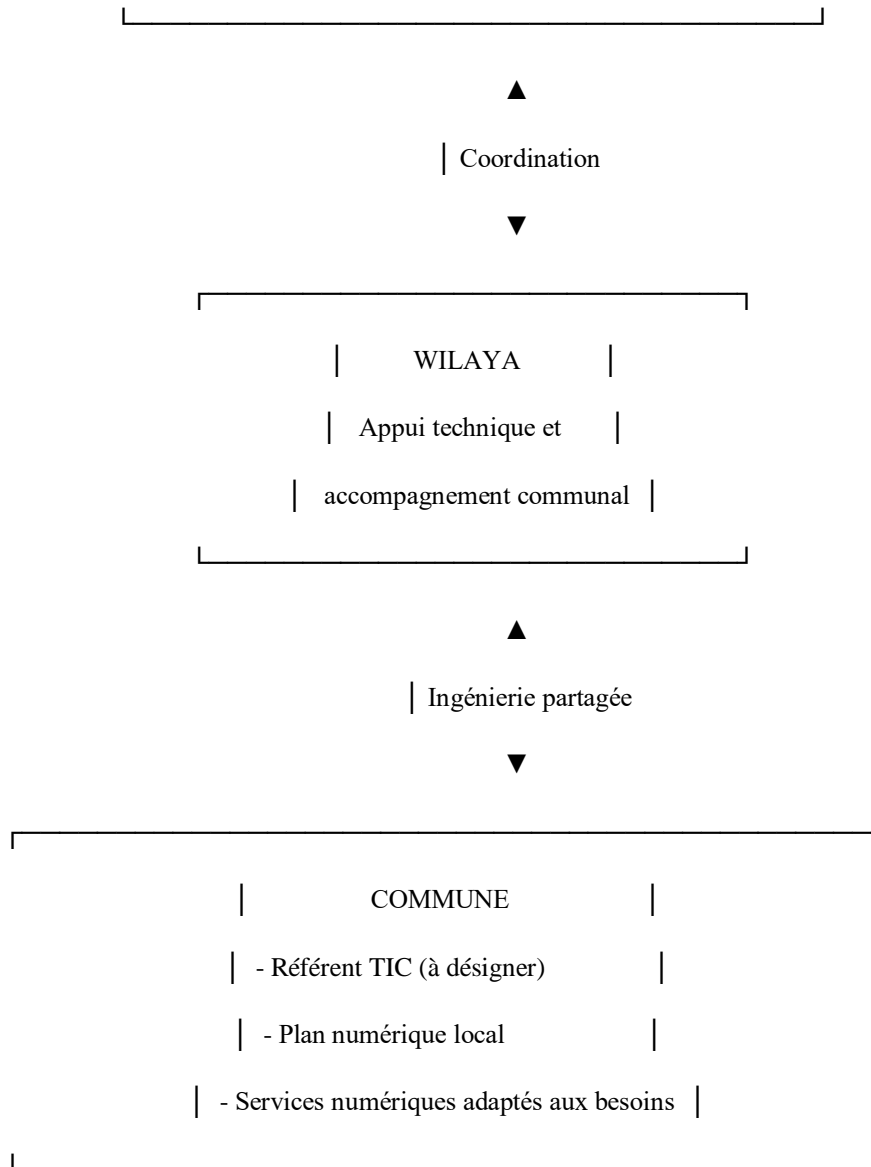 ▲
│ Coordination
▼
│ WILAYA │
│ Appui technique et │
│ accompagnement communal │
▲
│ Ingénierie partagée
▼
│ COMMUNE │
│ - Référent TIC (à désigner) │
│ - Plan numérique local │
│ - Services numériques adaptés aux besoins │